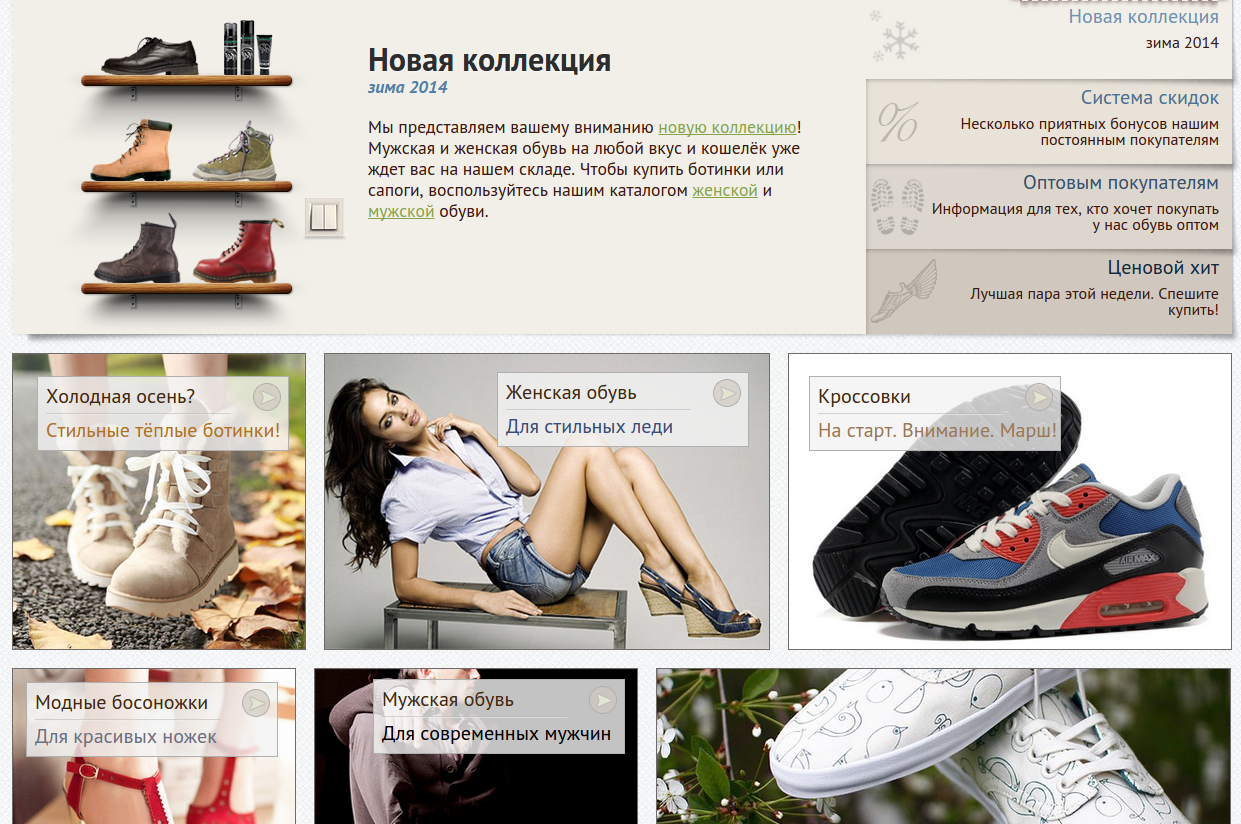 Новая коллекция
зима 2014
Мы представляем вашему вниманию новую коллекцию!
Мужская и женская обувь на любой вкус и кошелёк уже
ждет вас на нашем складе. Чтобы купить ботинки или
сапоги, воспользуйтесь нашим каталогом женской и
мужской обуви.
Новая коллекция
зима 2014
%
Система скидок
Несколько приятных бонусов нашим
постоянным покупателям
Оптовым покупателям
Информация для тех, кто хочет покупать
у нас обувь оптом
Ценовой хит
Лучшая пара этой недели. Спешите
купить!
Холодная осень?
Стильные тёплые ботинки!
Женская обувь
Для стильных леди
Кроссовки
На старт. Внимание. Марш!
AIR MAX
Модные босоножки
Для красивых ножек
Мужская обувь
Для современных мужчин